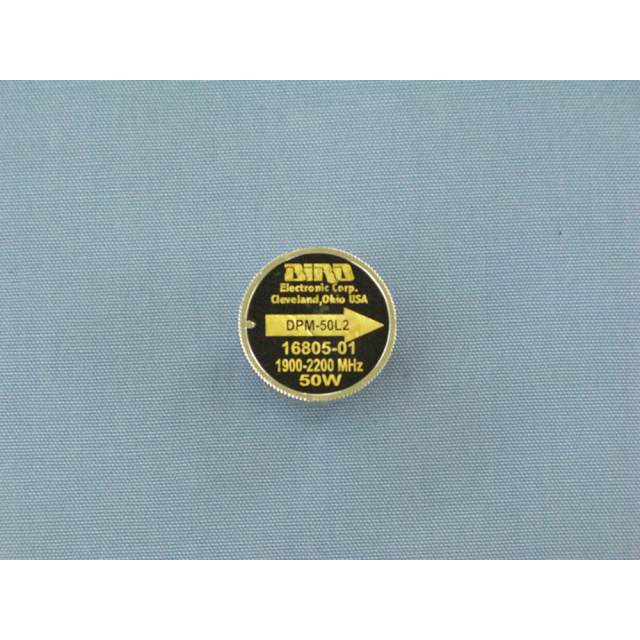 BIRD
Electronic Corp.
Cleveland,Ohio USA
DPM-50L2
16805-01
1900-2200 MHz
50W